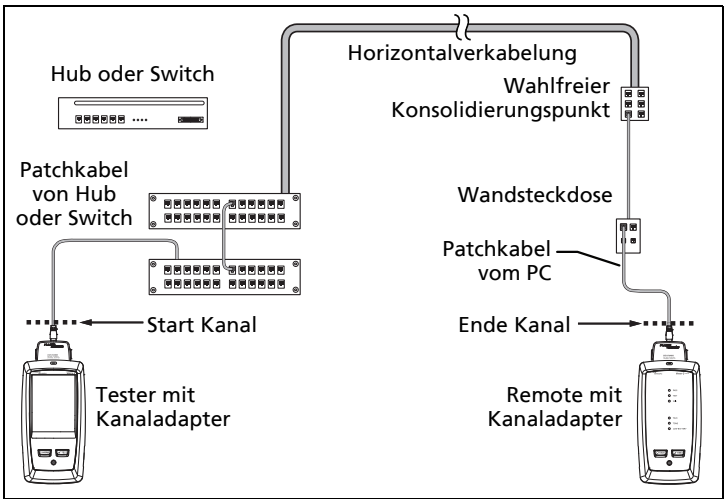 Horizontalverkabelung
Hub oder Switch
Wahlfreier
Konsolidierungspunkt
Patchkabel
von Hub
oder Switch
Wandsteckdose
Patchkabel
vom PC
Start Kanal
Ende Kanal
Tester mit
Kanaladapter
Remote mit
Kanaladapter